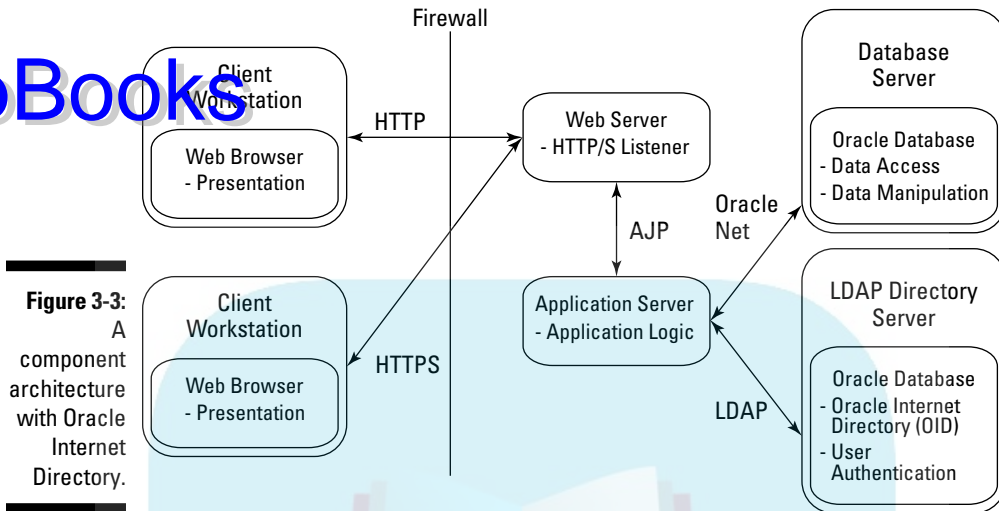 Firewall
Client
Workstation
Web Browser
- Presentation
HTTP
Web Server
- HTTP/S Listener
Database
Server
Oracle Database
- Data Access
- Data Manipulation
AJP
Oracle
Net
Figure 3-3:
A
component
architecture
with Oracle
Internet
Directory.
Client
Workstation
Web Browser
- Presentation
HTTPS
Application Server
- Application Logic
LDAP
LDAP Directory
Server
Oracle Database
- Oracle Internet
Directory (OID)
- User
Authentication